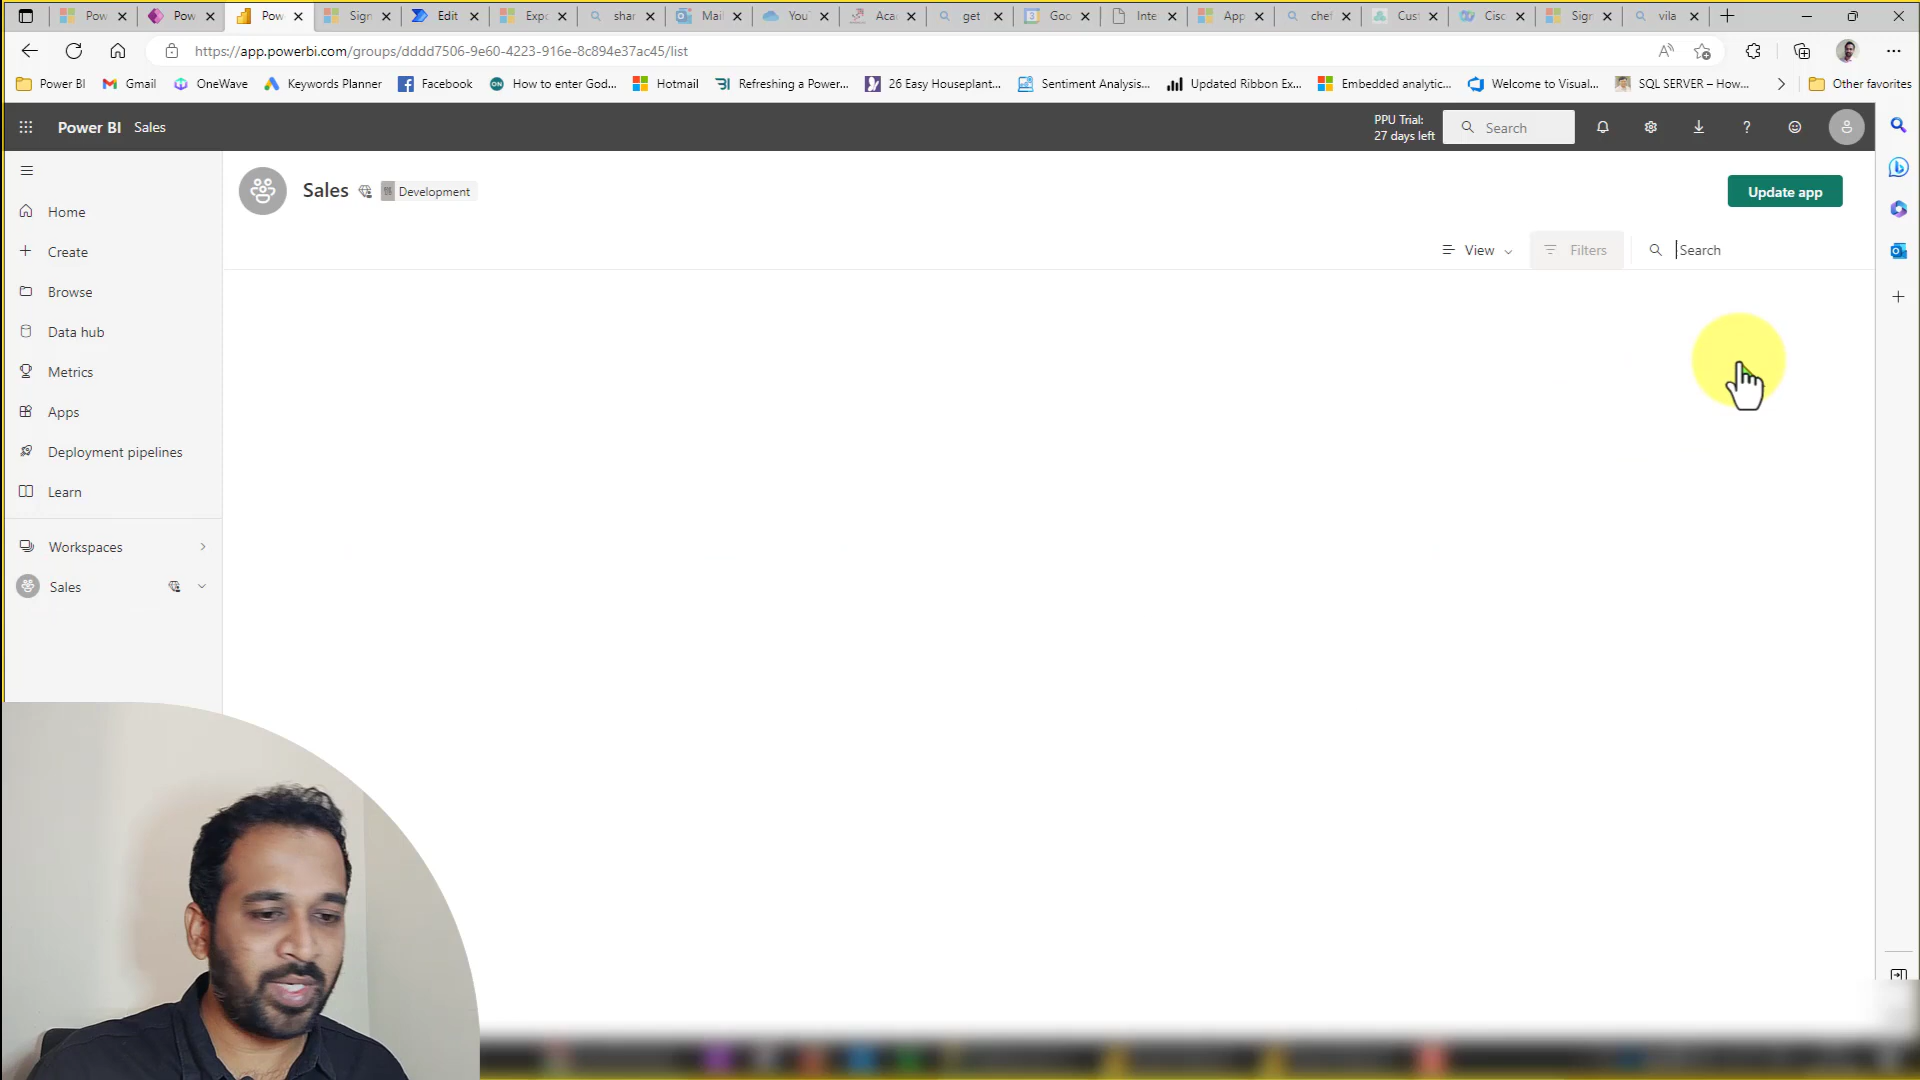 Pow
Pow
Pow
Sign
Edit
Expo
shar
Mail
You
Aca
get
Goo
Inte
App
chef
Cust
Cisc
Sigr
vila
https://app.powerbi.com/groups/dddd7506-9e60-4223-916e-8c894e37ac45/list
Power BI
Gmail
OneWave
Keywords Planner
Facebook
How to enter God...
Hotmail
Refreshing a Power...
26 Easy Houseplant...
Sentiment Analysis...
Updated Ribbon Ex...
Embedded analytic...
Welcome to Visual...
SQL SERVER – How...
Other favorites
Power BI Sales
PPU Trial:
27 days left
Search
Sales
Development
Update app
View
Filters
Search
Home
Create
Browse
Data hub
Metrics
Apps
Deployment pipelines
Learn
Workspaces
Sales